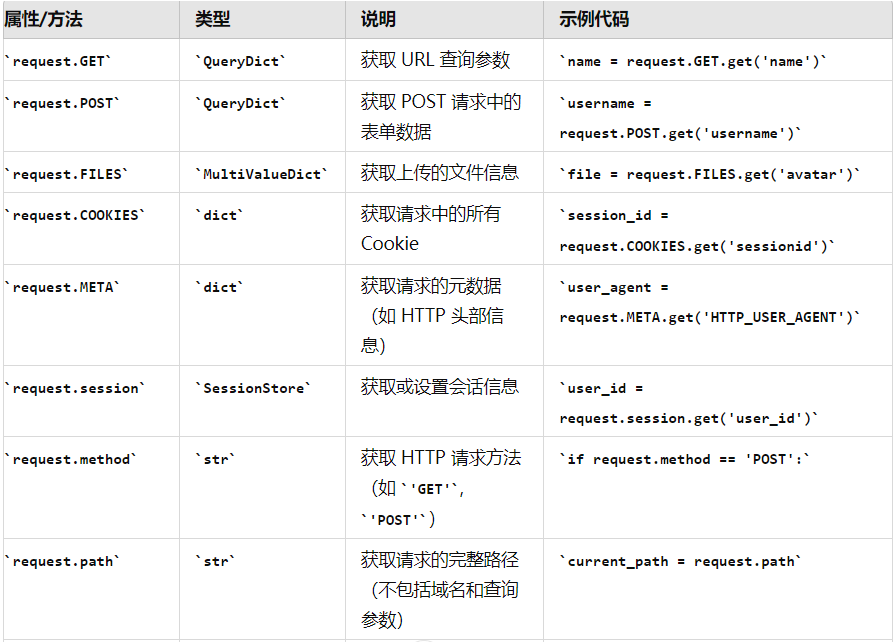 属性/方法 类型 说明 示例代码
`request.GET` `QueryDict` 获取 URL 查询参数 `name = request.GET.get('name')`
`request.POST` `QueryDict` 获取 POST 请求中的 `username =
表单数据 request.POST.get('username')`
`request.FILES` `MultiValueDict` 获取上传的文件信息 `file = request.FILES.get('avatar')`
`request.COOKIES` `dict` 获取请求中的所有 `session_id =
Cookie request.COOKIES.get('sessionid')`
`request.META` `dict` 获取请求的元数据 `user_agent =
（如 HTTP 头部信 request.META.get('HTTP_USER_AGENT')`
息）
`request.session` `SessionStore` 获取或设置会话信息 `user_id =
request.session.get('user_id')`
`request.method` `str` 获取 HTTP 请求方法 `if request.method == 'POST':`
（如 `'GET'`,
`'POST'`）
`request.path` `str` 获取请求的完整路径 `current_path = request.path`
（不包括域名和查询
参数）